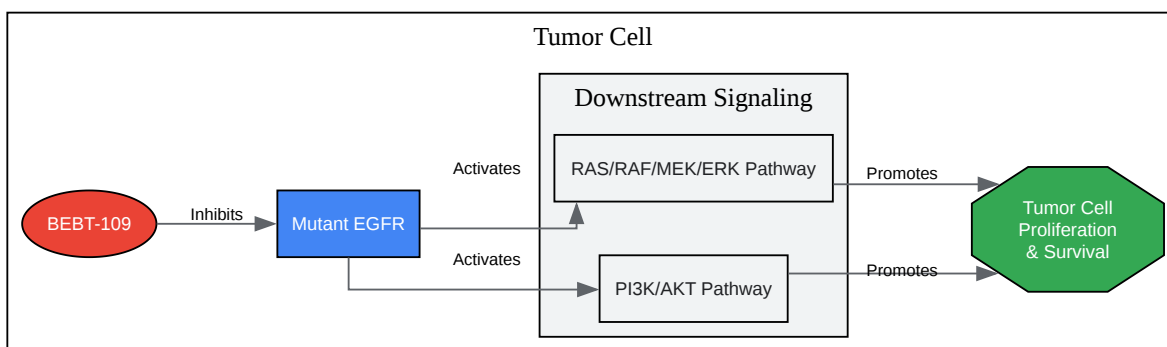 Tumor Cell
Downstream Signaling
Activates
RAS/RAF/MEK/ERK Pathway
Promotes
BEBT-109
Inhibits
Mutant EGFR
Tumor Cell
Proliferation
& Survival
Activates
PI3K/AKT Pathway
Promotes